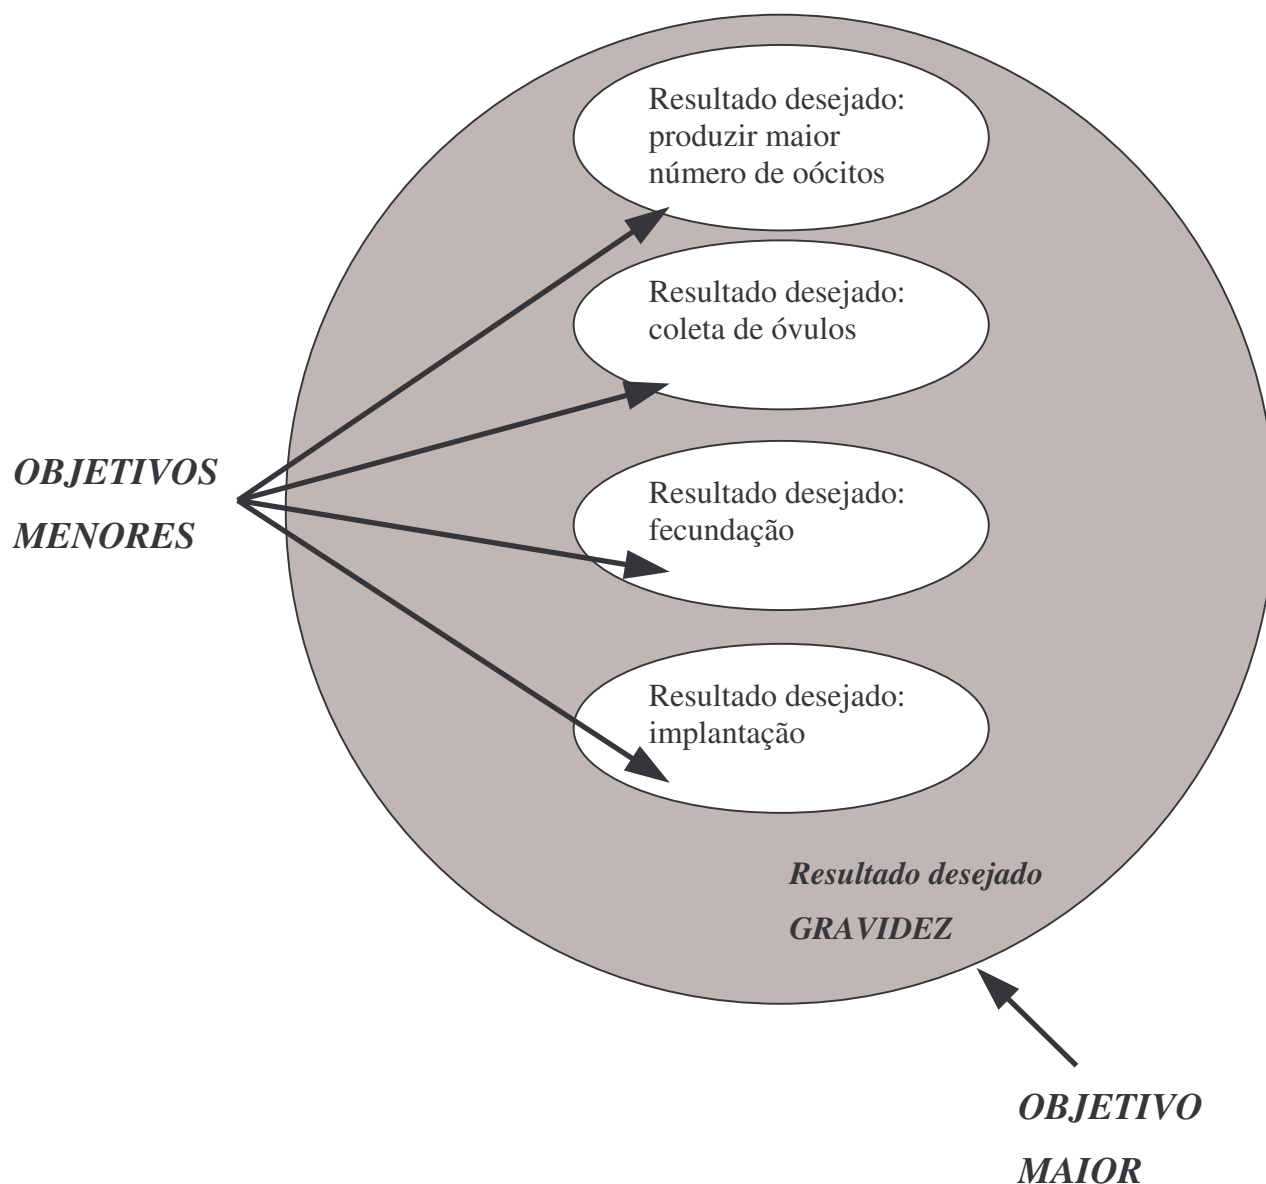 Resultado desejado:
produzir maior
número de oócitos
Resultado desejado:
coleta de óvulos
OBJETIVOS
MENORES
Resultado desejado:
fecundação
Resultado desejado:
implantação
Resultado desejado
GRAVIDEZ
OBJETIVO
MAIOR